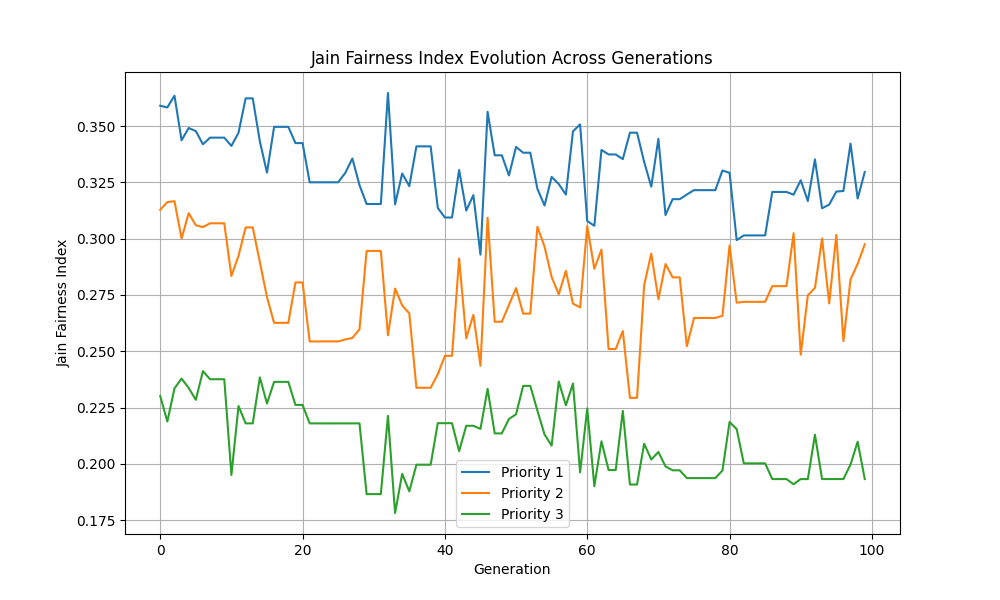 Jain Fairness Index Evolution Across Generations
Jain Fairness Index
0.350
0.325
0.300
0.275
0.250
0.225
0.200
0.175
Priority 1
Priority 2
Priority 3
0 20 40 60 80 100
Generation